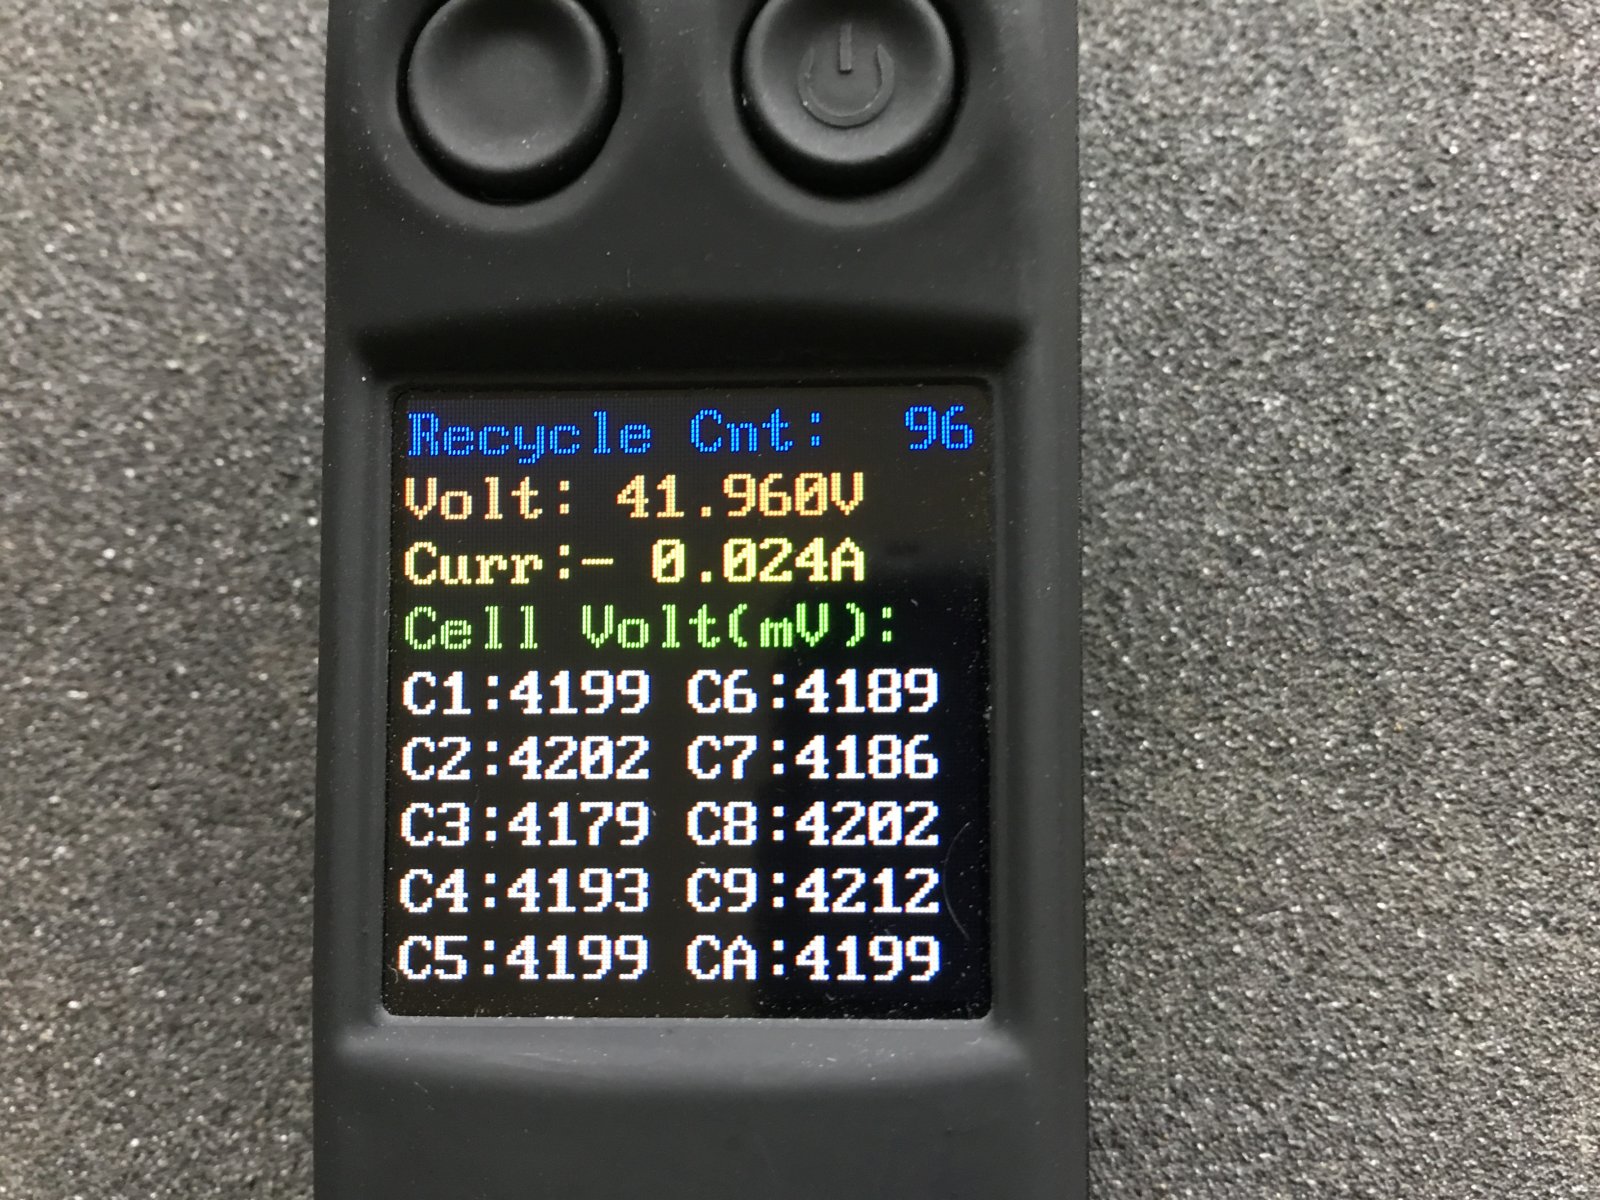 Recycle Cnt: 96
Volt: 41.960V
Curr:- 0.024A
Cell Volt(mV):
C1:4199 C6:4189
C2:4202 C7:4186
C3:4179 C8:4202
C4:4193 C9:4212
C5:4199 CA:4199